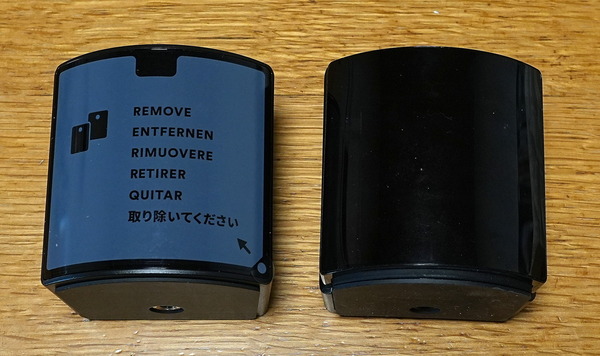 REMOVE
ENTFERNEN
RIMUOVERE
RETIRER
QUITAR
取り除いてください